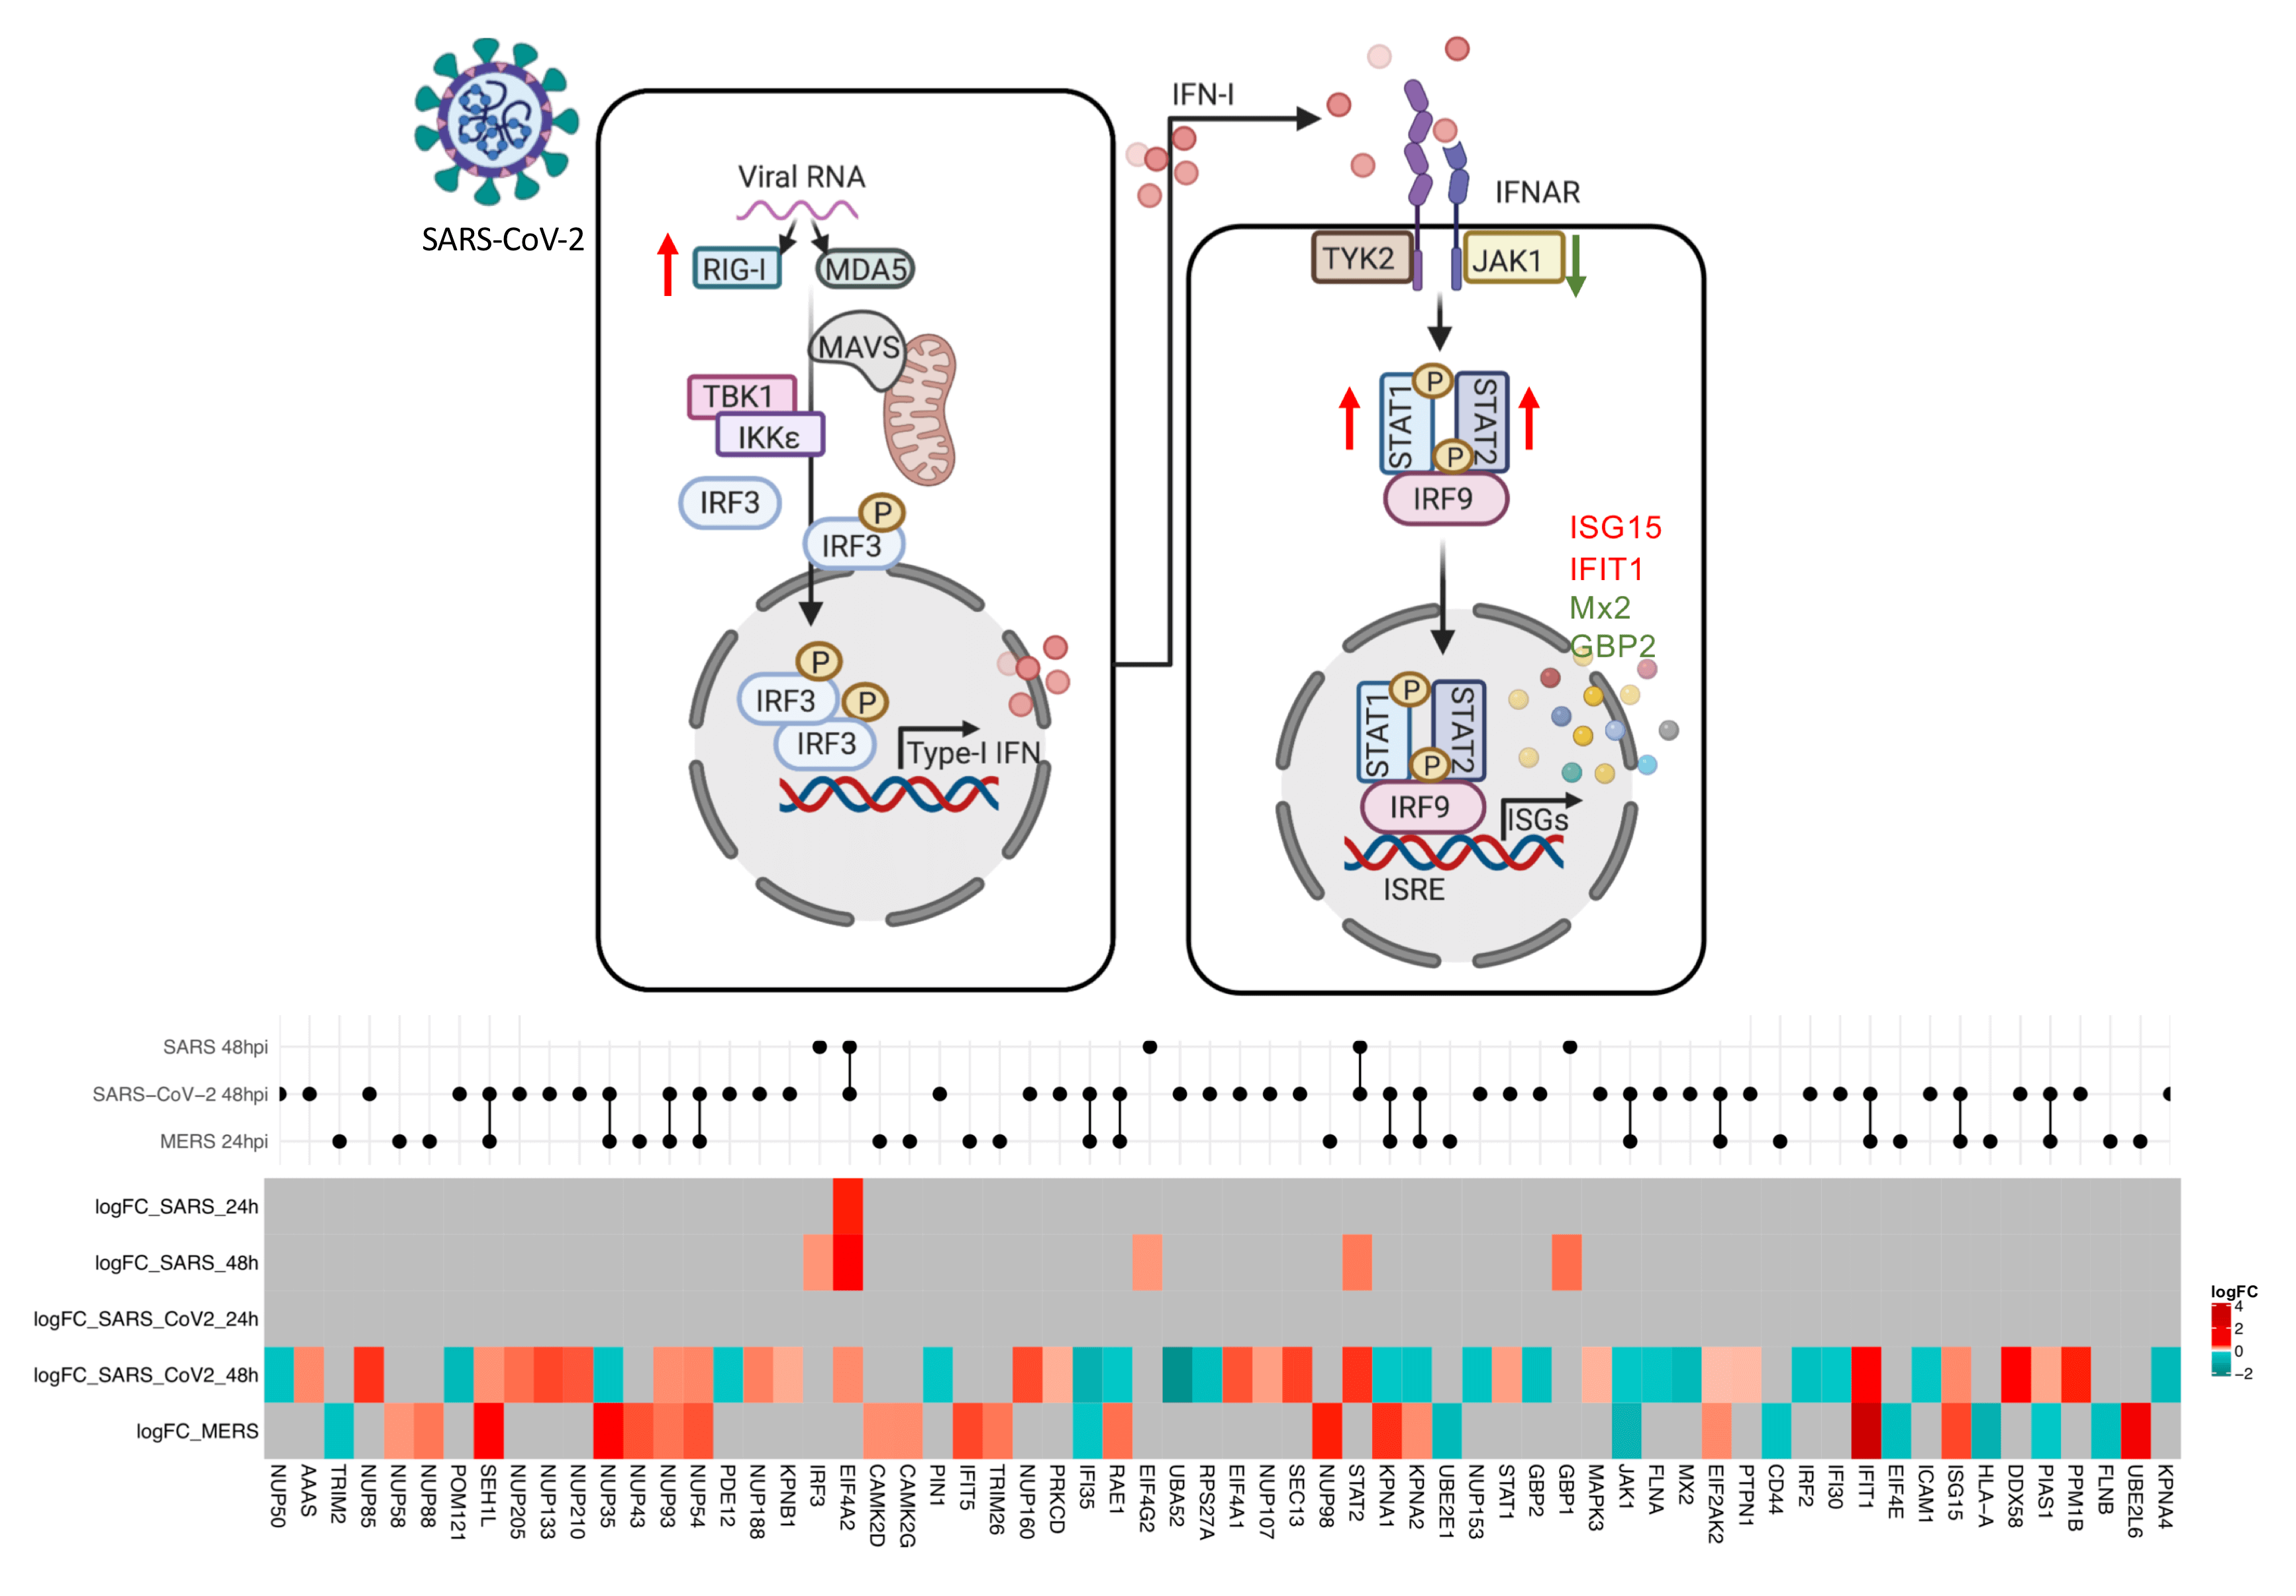 SARS-CoV-2
Viral RNA
RIG-I
MDA5
MAVS
TBK1
IKKε
IRF3
P
IRF3
P
IRF3
P
IRF3
Type-I IFN
IFN-I
IFNAR
TYK2
JAK1
P
STAT1
STAT2
P
IRF9
ISG15
IFIT1
Mx2
GBP2
P
STAT1
STAT2
P
IRF9
ISGs
ISRE
SARS 48hpi
SARS−CoV−2 48hpi
MERS 24hpi
logFC_SARS_24h
logFC_SARS_48h
logFC_SARS_CoV2_24h
logFC_SARS_CoV2_48h
logFC_MERS
logFC
4
2
0
−2
NUP50
AAAS
TRIM2
NUP85
NUP58
NUP88
POM121
SEH1L
NUP205
NUP133
NUP210
NUP35
NUP43
NUP93
NUP54
PDE12
NUP188
KPNB1
IRF3
EIF4A2
CAMK2D
CAMK2G
PIN1
IFIT5
TRIM26
NUP160
PRKCD
IFI35
RAE1
EIF4G2
UBA52
RPS27A
EIF4A1
NUP107
SEC13
NUP98
STAT2
KPNA1
KPNA2
UBE2E1
NUP153
STAT1
GBP2
GBP1
MAPK3
JAK1
FLNA
MX2
EIF2AK2
PTPN1
CD44
IRF2
IFI30
IFIT1
EIF4E
ICAM1
ISG15
HLA−A
DDX58
PIAS1
PPM1B
FLNB
UBE2L6
KPNA4